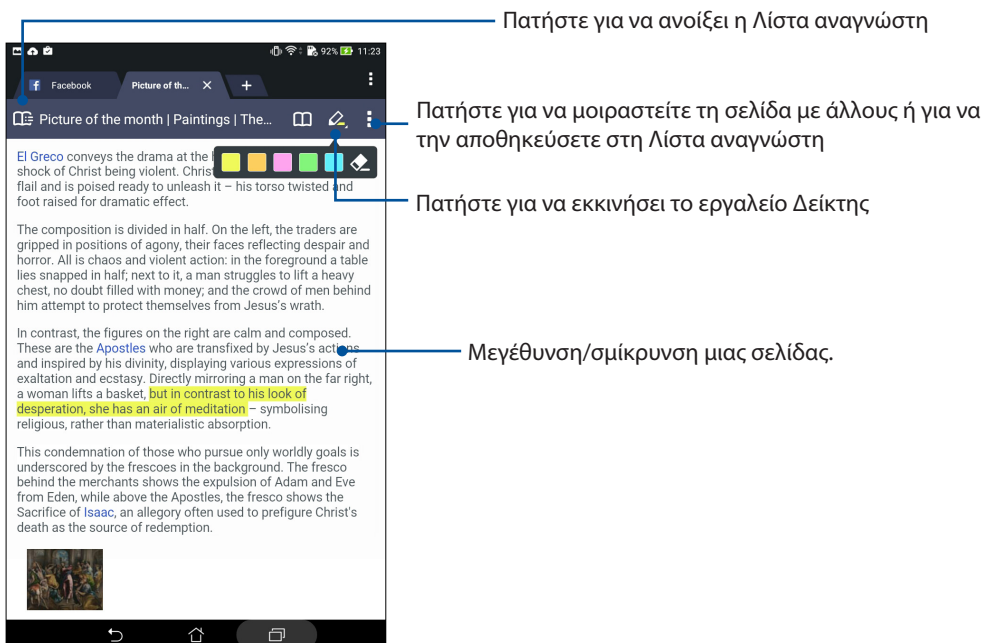 Πατήστε για να ανοίξει η Λίστα αναγνώστη
92% 11:23
Facebook
Picture of th...
Picture of the month | Paintings | The...
Πατήστε για να μοιραστείτε τη σελίδα με άλλους ή για να
την αποθηκεύσετε στη Λίστα αναγνώστη
El Greco conveys the drama at the
shock of Christ being violent. Chris
flail and is poised ready to unleash it – his torso twisted and
foot raised for dramatic effect.
Πατήστε για να εκκινήσει το εργαλείο Δείκτης
The composition is divided in half. On the left, the traders are
gripped in positions of agony, their faces reflecting despair and
horror. All is chaos and violent action: in the foreground a table
lies snapped in half; next to it, a man struggles to lift a heavy
chest, no doubt filled with money; and the crowd of men behind
him attempt to protect themselves from Jesus's wrath.
In contrast, the figures on the right are calm and composed.
These are the Apostles who are transfixed by Jesus's actions
and inspired by his divinity, displaying various expressions of
exaltation and ecstasy. Directly mirroring a man on the far right,
a woman lifts a basket, but in contrast to his look of
desperation, she has an air of meditation – symbolising
religious, rather than materialistic absorption.
Μεγέθυνση/σμίκρυνση μιας σελίδας.
This condemnation of those who pursue only worldly goals is
underscored by the frescoes in the background. The fresco
behind the merchants shows the expulsion of Adam and Eve
from Eden, while above the Apostles, the fresco shows the
Sacrifice of Isaac, an allegory often used to prefigure Christ's
death as the source of redemption.